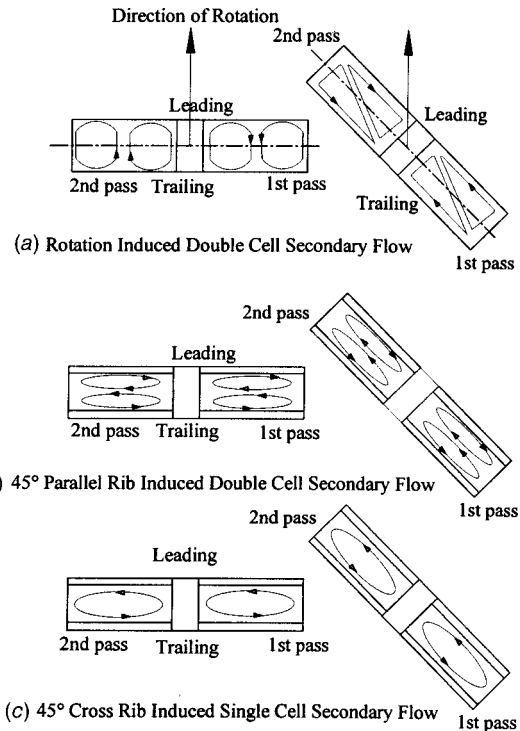 Direction of Rotation
2nd pass
Leading
Leading
2nd pass
Trailing
1st pass
Trailing
1st pass
(a) Rotation Induced Double Cell Secondary Flow
2nd pass
Leading
2nd pass
Trailing
1st pass
) 45° Parallel Rib Induced Double Cell Secondary Flow
1st pass
2nd pass
Leading
2nd pass
Trailing
1st pass
(c) 45° Cross Rib Induced Single Cell Secondary Flow
1st pass